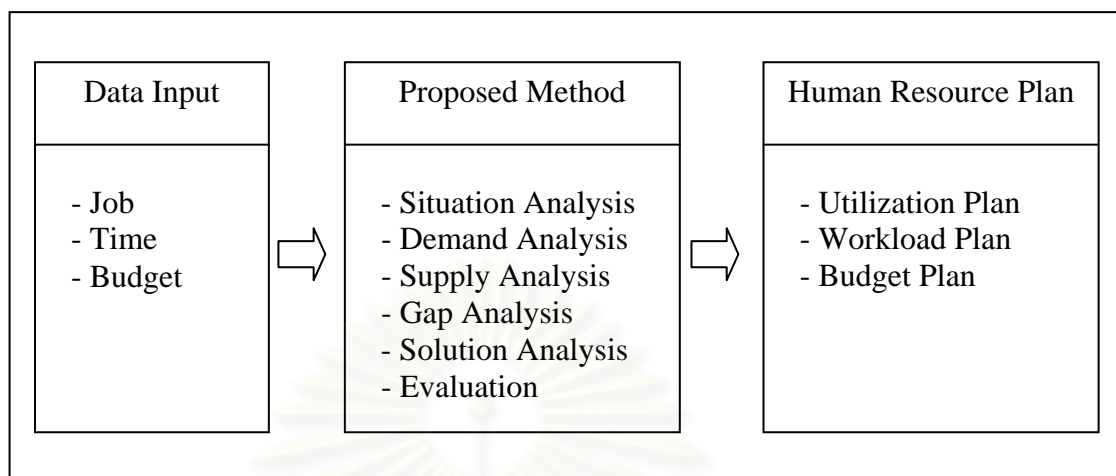 Data Input
- Job
- Time
- Budget
Proposed Method
- Situation Analysis
- Demand Analysis
- Supply Analysis
- Gap Analysis
- Solution Analysis
- Evaluation
Human Resource Plan
- Utilization Plan
- Workload Plan
- Budget Plan